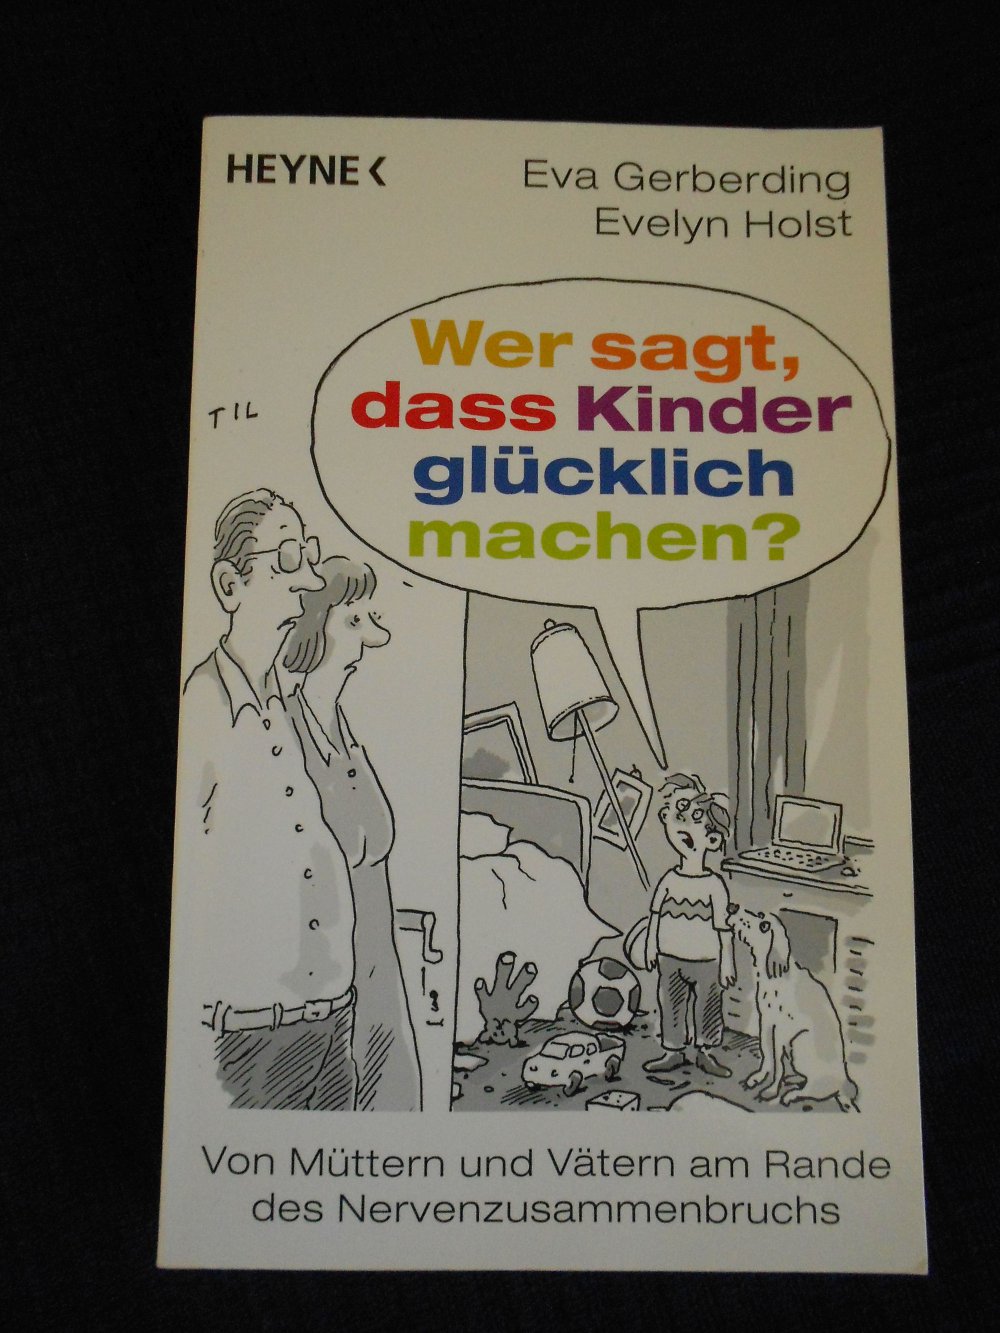 HEYNE
Eva Gerberding
Evelyn Holst
Wer sagt,
dass Kinder
glücklich
machen?
TIL
Von Müttern und Vätern am Rande
des Nervenzusammenbruchs